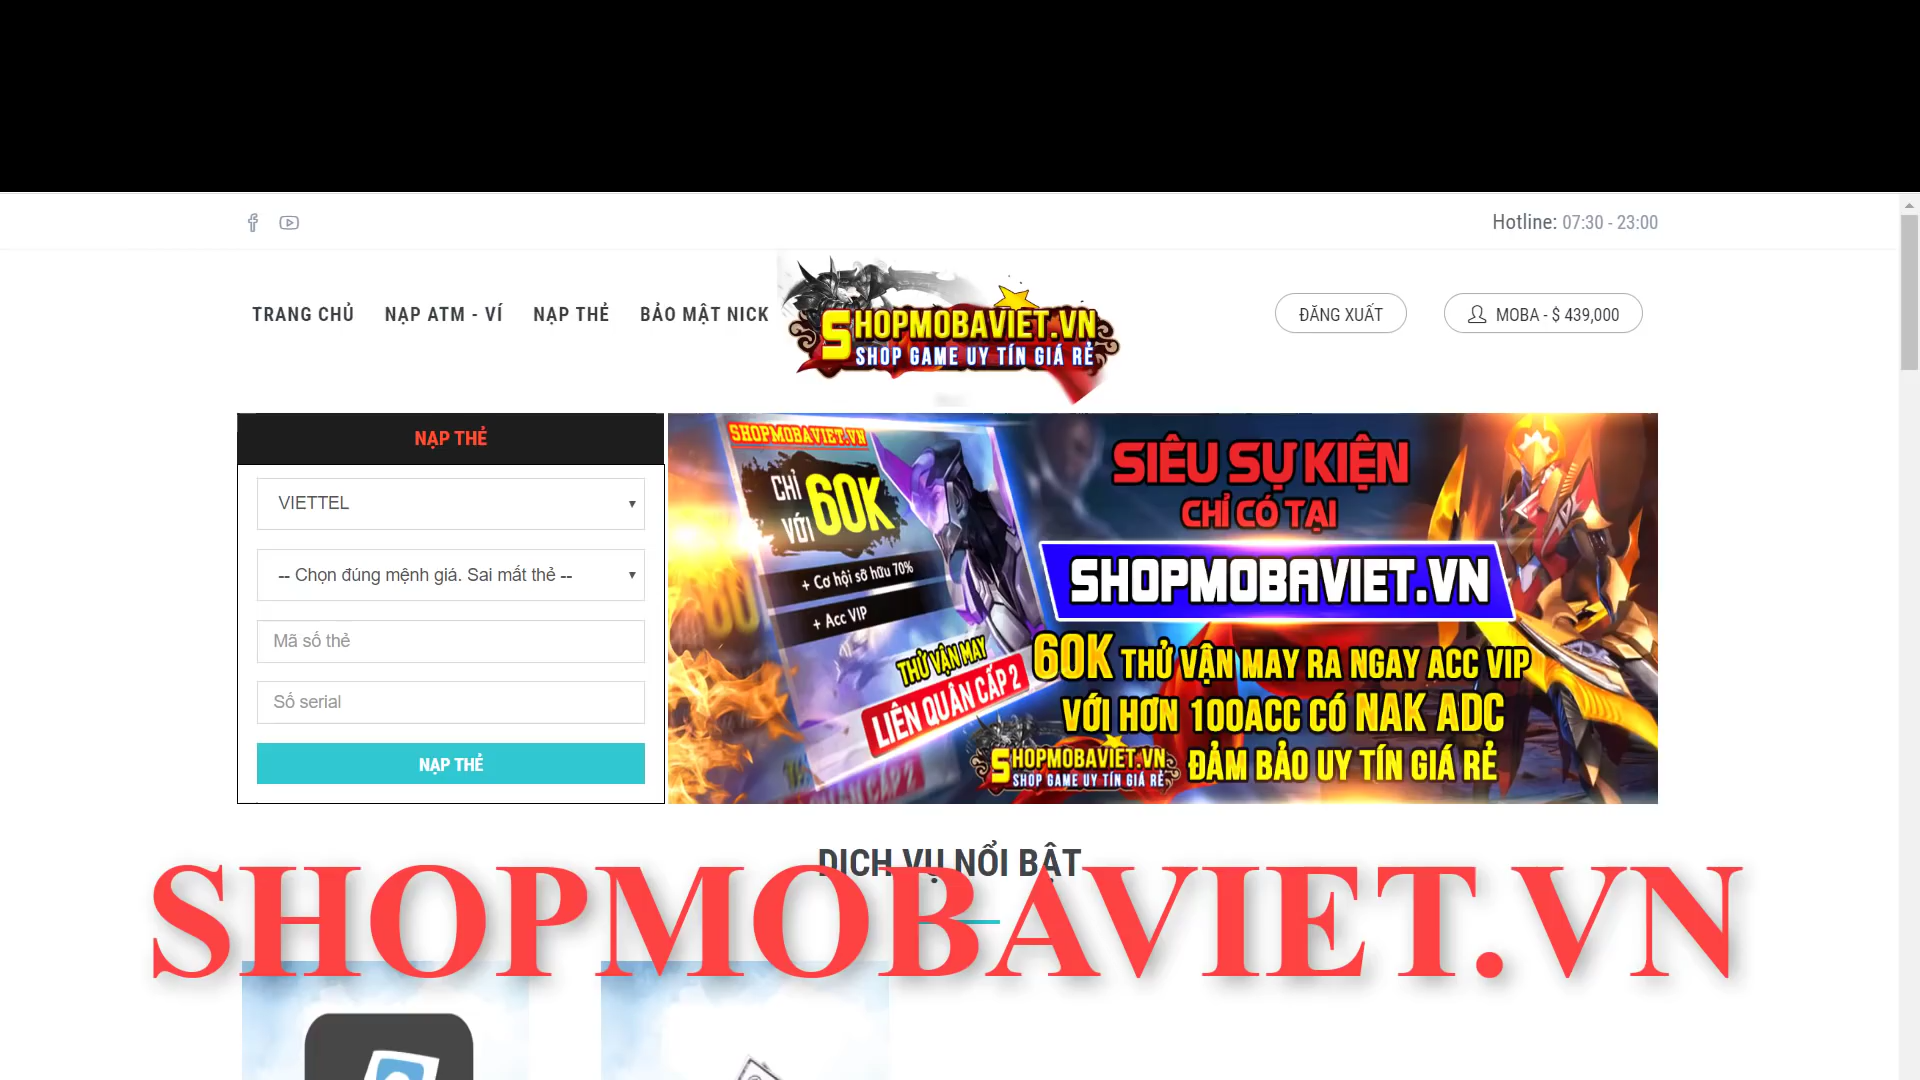 Hotline: 07:30 - 23:00
TRANG CHỦ
NẠP ATM - VÍ
NẠP THẺ
BẢO MẬT NICK
SHOPMOBAVIET.VN
SHOP GAME UY TÍN GIÁ RẺ
ĐĂNG XUẤT
MOBA - $ 439,000
NẠP THẺ
VIETTEL
-- Chọn đúng mệnh giá. Sai mất thẻ --
Mã số thẻ
Số serial
NẠP THẺ
SHOPMOBAVIET.VN
CHỈ VỚI 60K
+ Cơ hội sỡ hữu 70%
+ Acc VIP
THỬ VẬN MAY
LIÊN QUÂN CẤP 2
SIÊU SỰ KIỆN
CHỈ CÓ TẠI
SHOPMOBAVIET.VN
60K THỬ VẬN MAY RA NGAY ACC VIP
VỚI HƠN 100ACC CÓ NAK ADC
ĐẢM BẢO UY TÍN GIÁ RẺ
SHOPMOBAVIET.VN
SHOP GAME UY TÍN GIÁ RẺ
DỊCH VỤ NỔI BẬT
SHOPMOBAVIET.VN